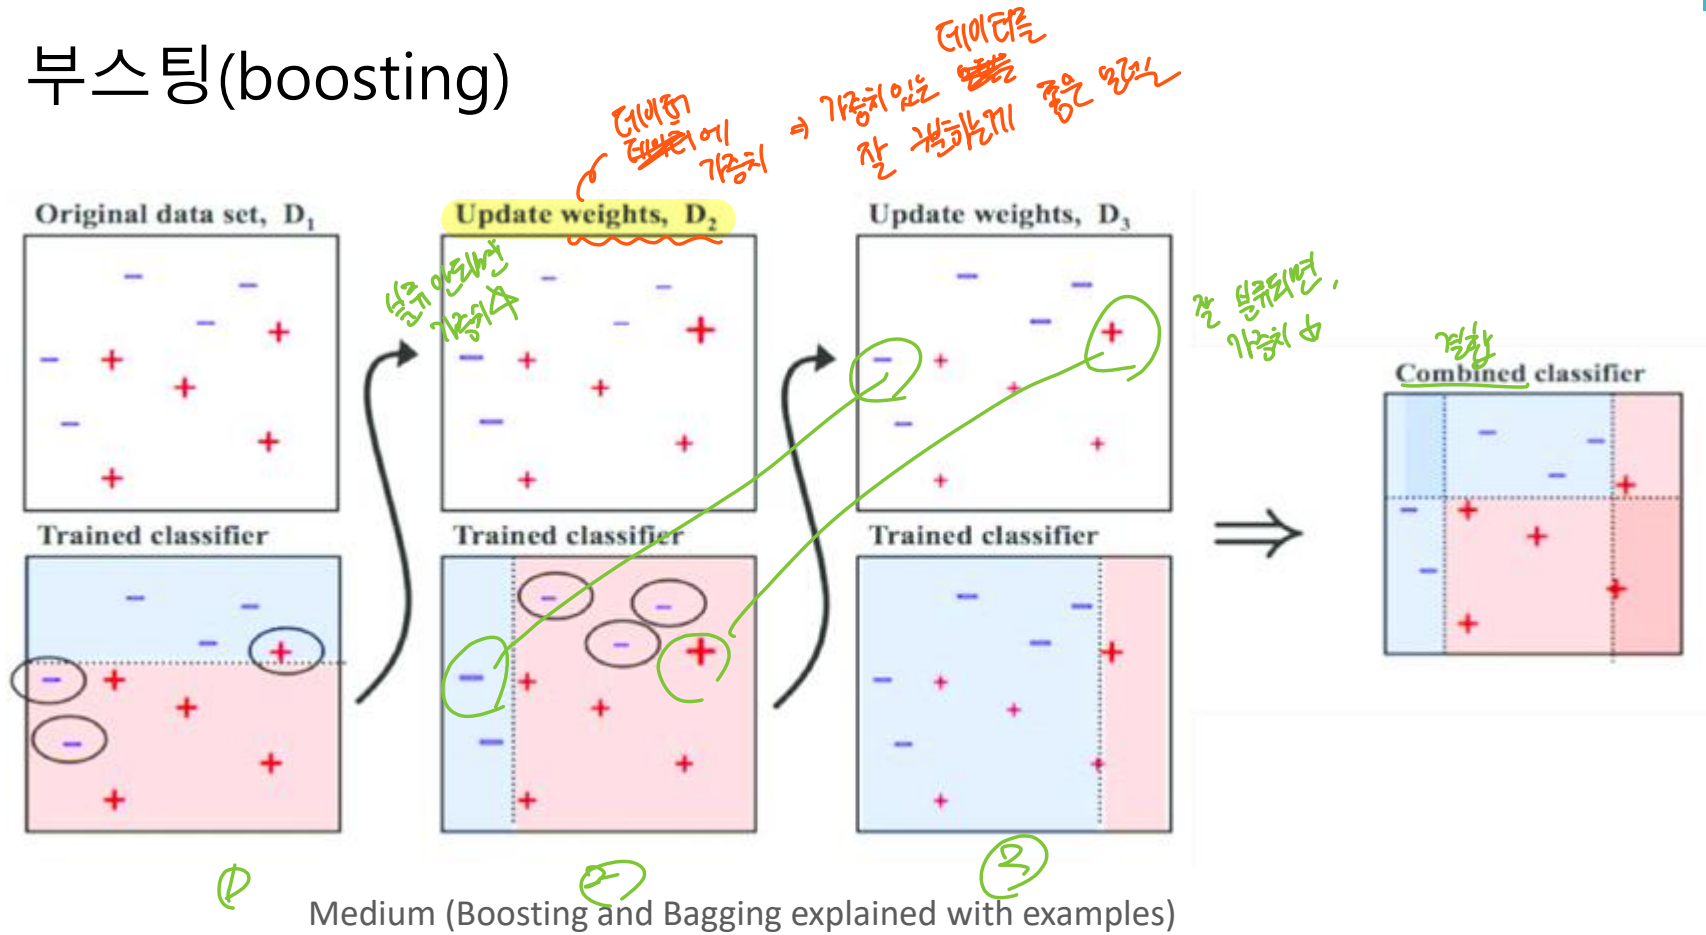 부스팅(boosting)
데이터
에
가중치
⇒ 가중치 있는
데이터를
잘 구분하는게 좋은 모델임
Original data set, D₁
Update weights, D₂
Update weights, D₃
분류 안되면
가중치↑
잘 분류되면,
가중치↓
결합
Combined classifier
Trained classifier
Trained classifier
Trained classifier
①
②
③
Medium (Boosting and Bagging explained with examples)